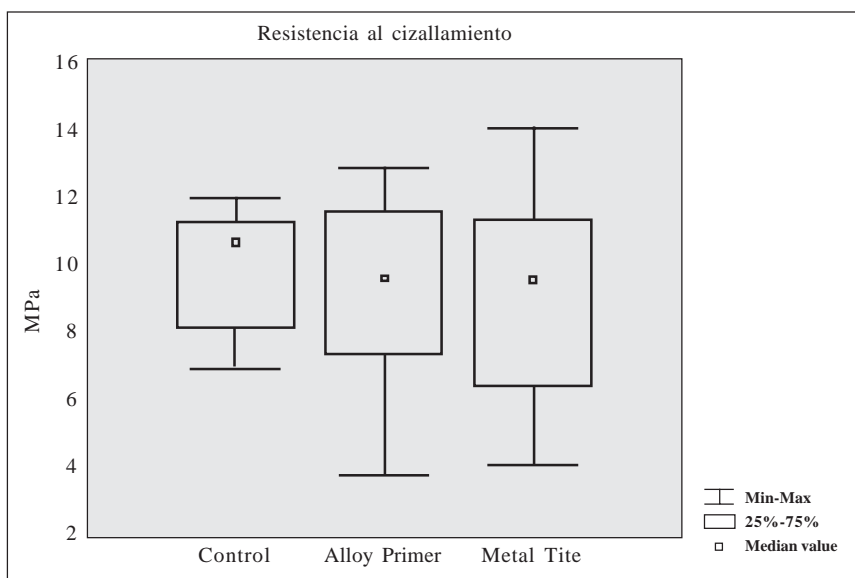 Resistencia al cizallamiento
16
14
12
10
8
6
4
2
MPa
Control Alloy Primer Metal Tite
Min-Max
25%-75%
Median value